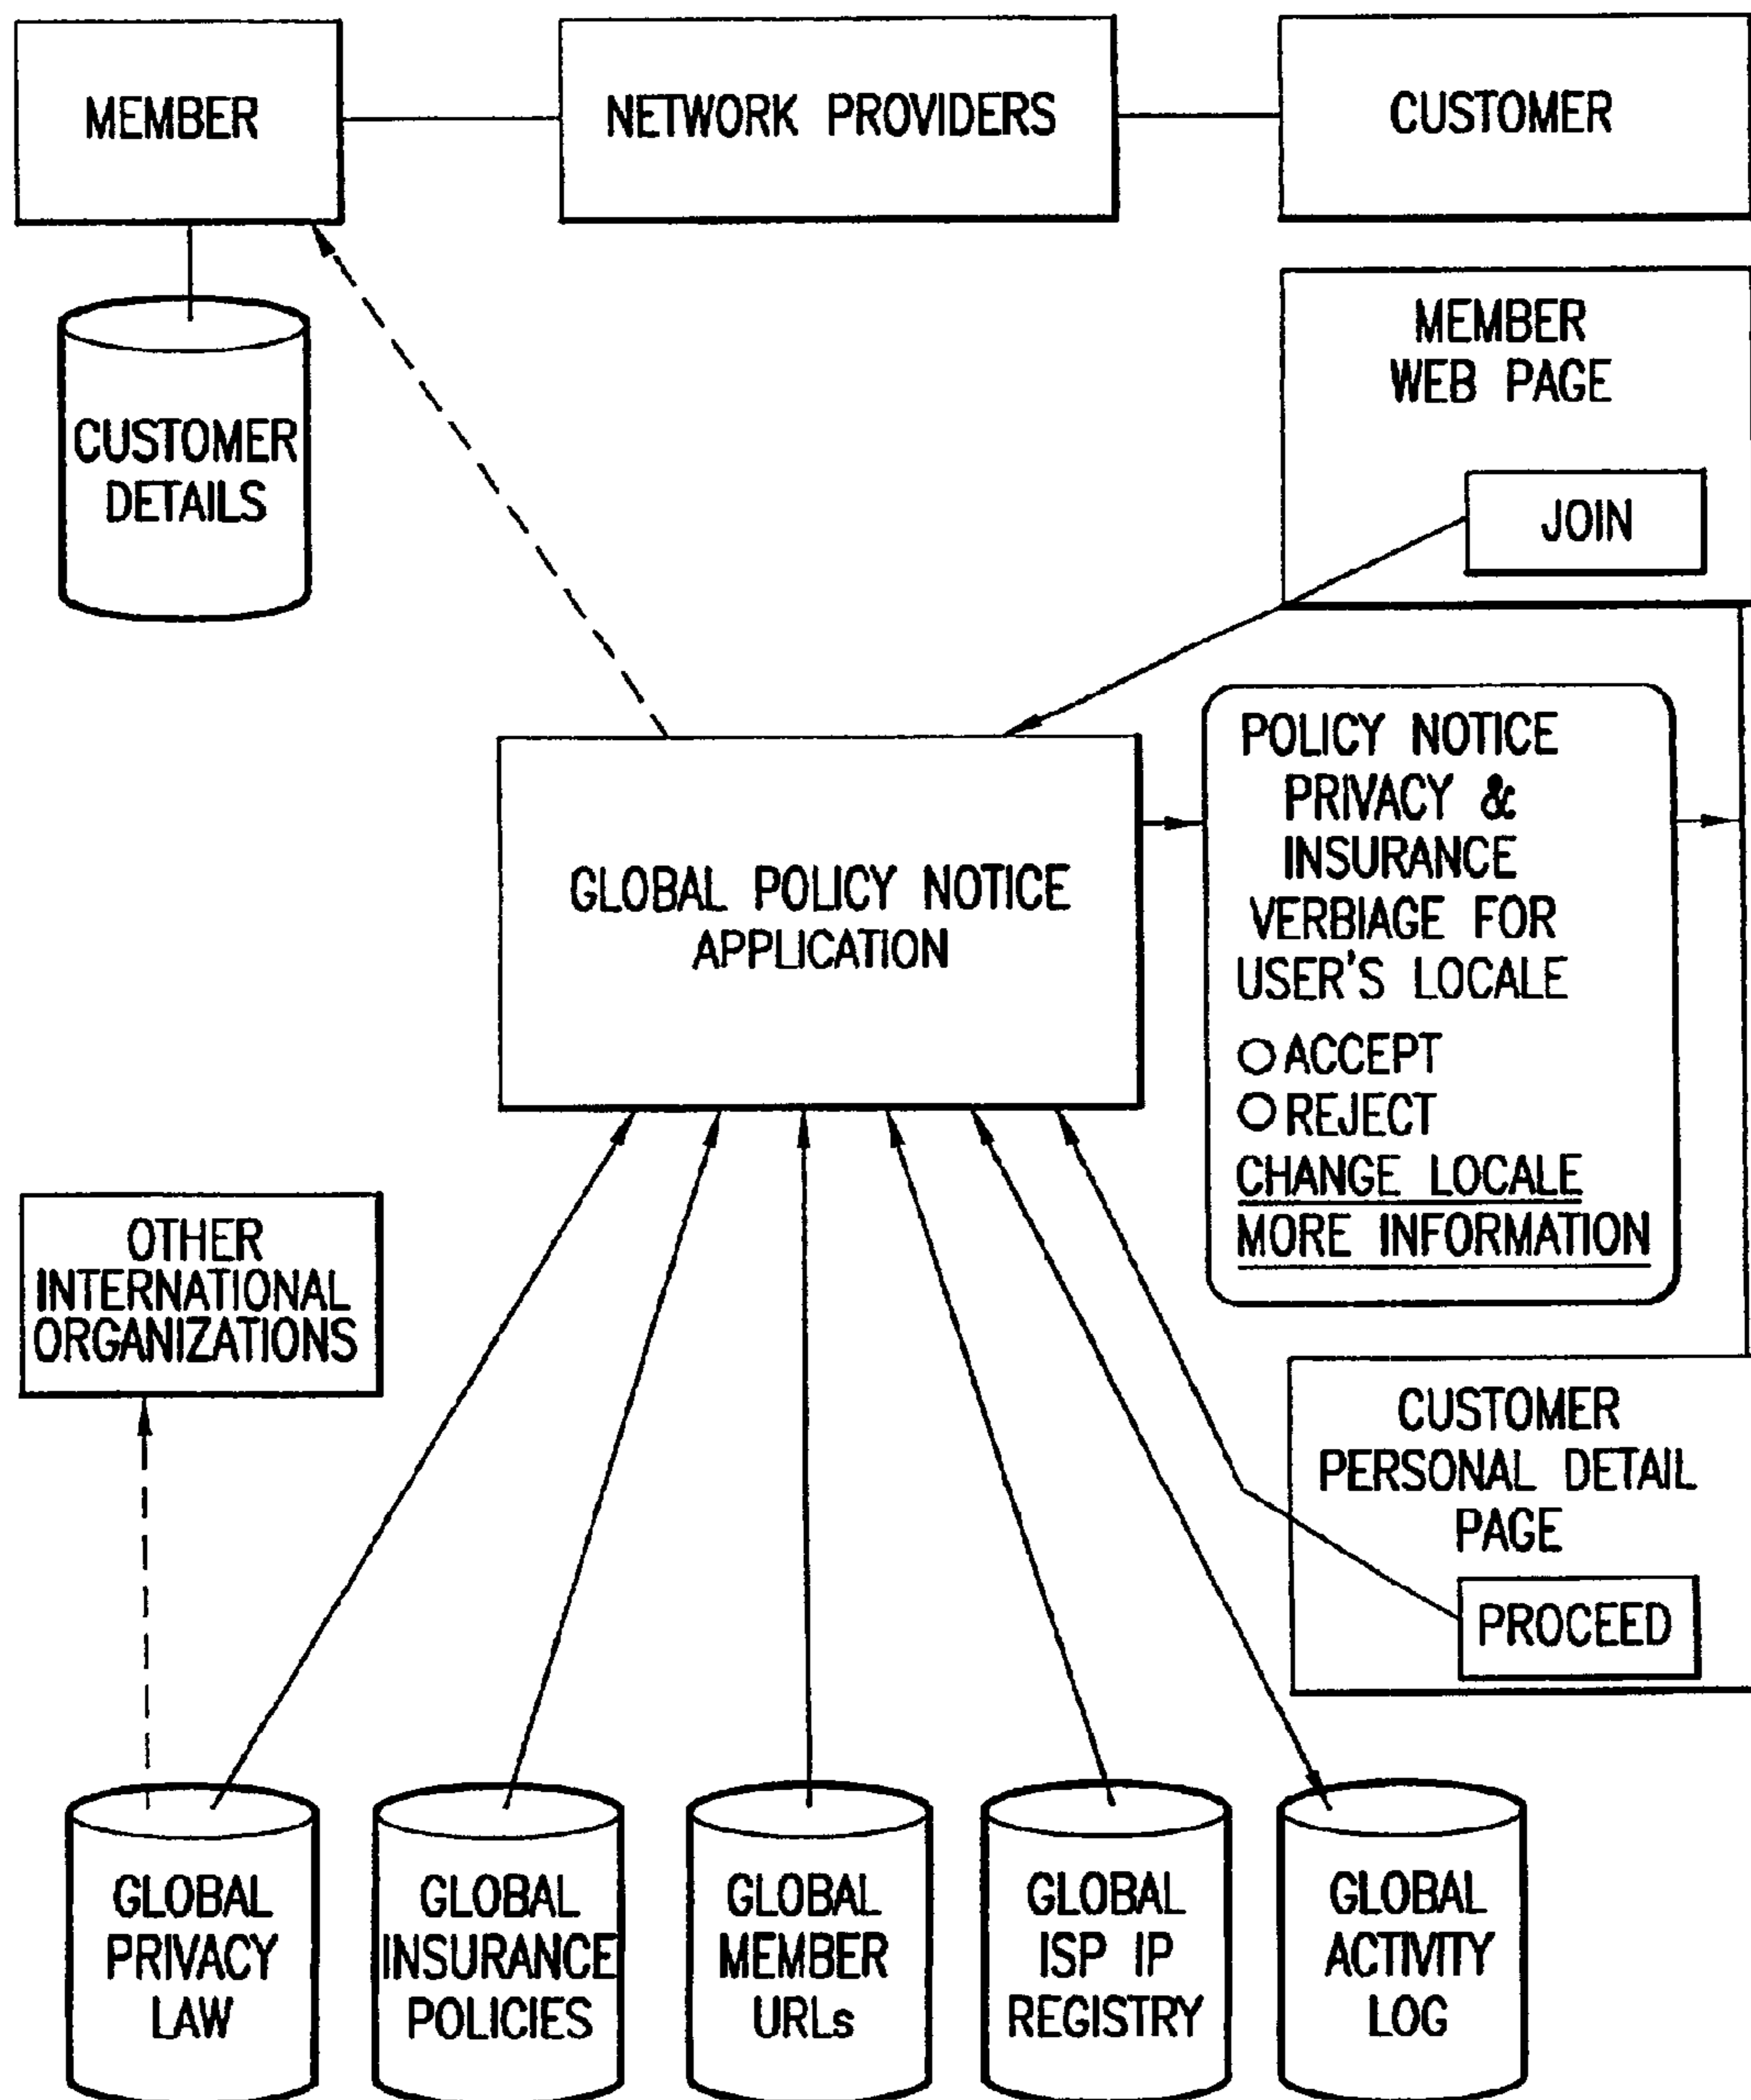 MEMBER
NETWORK PROVIDERS
CUSTOMER
CUSTOMER
DETAILS
MEMBER
WEB PAGE
JOIN
GLOBAL POLICY NOTICE
APPLICATION
POLICY NOTICE
PRIVACY &
INSURANCE
VERBIAGE FOR
USER'S LOCALE
ACCEPT
REJECT
CHANGE LOCALE
MORE INFORMATION
OTHER
INTERNATIONAL
ORGANIZATIONS
CUSTOMER
PERSONAL DETAIL
PAGE
PROCEED
GLOBAL
PRIVACY
LAW
GLOBAL
INSURANCE
POLICIES
GLOBAL
MEMBER
URLs
GLOBAL
ISP IP
REGISTRY
GLOBAL
ACTIVITY
LOG